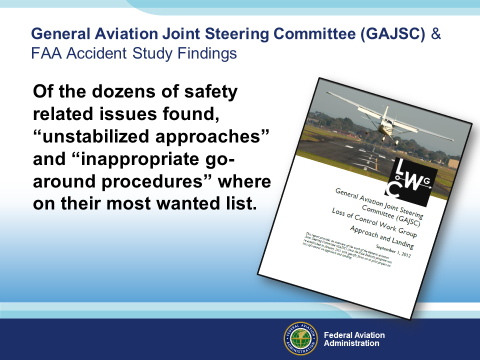 General Aviation Joint Steering Committee (GAJSC) &
FAA Accident Study Findings
Of the dozens of safety
related issues found,
“unstabilized approaches”
and “inappropriate go-
around procedures” where
on their most wanted list.
LOC
WG
General Aviation Joint Steering
Committee (GAJSC)
Loss of Control Work Group
Approach and Landing
September 1, 2012
Federal Aviation
Administration